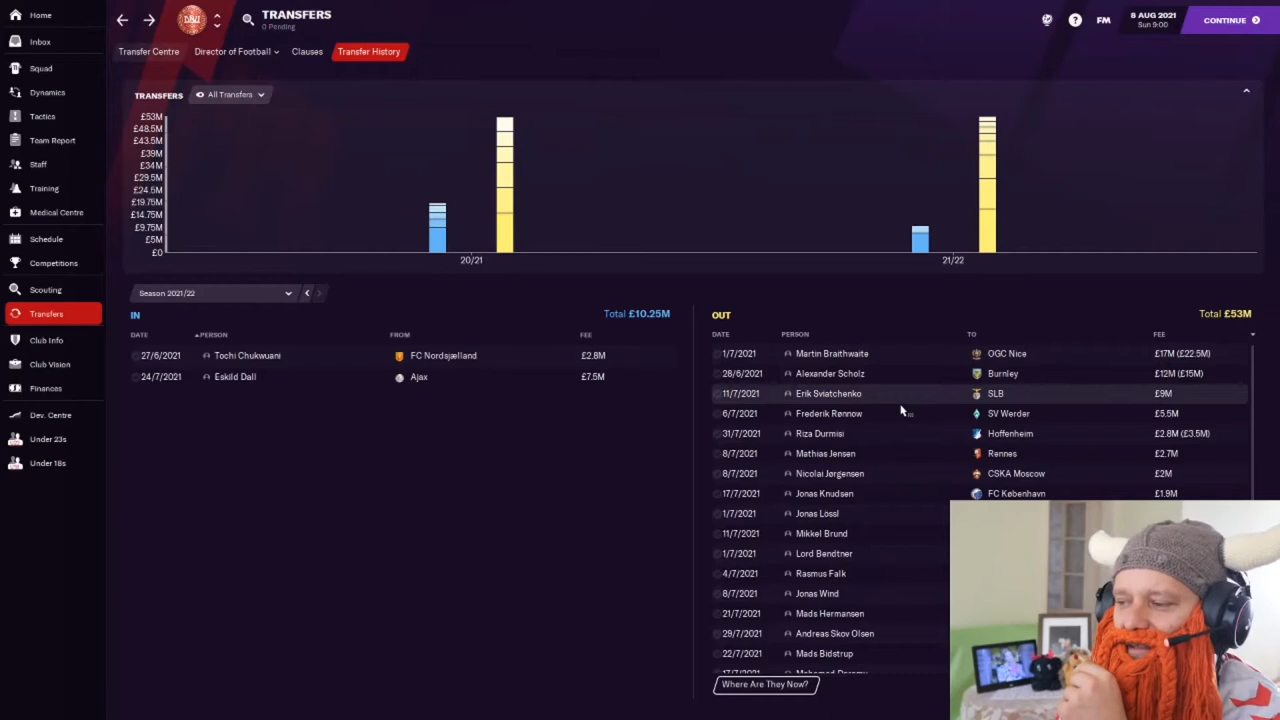 Home
TRANSFERS
0 Pending
FM
8 AUG 2021
Sun 9:00
CONTINUE
Inbox
Squad
Dynamics
Tactics
Team Report
Staff
Training
Medical Centre
Schedule
Competitions
Scouting
Transfers
Club Info
Club Vision
Finances
Dev. Centre
Under 23s
Under 18s
Transfer Centre Director of Football Clauses Transfer History
TRANSFERS All Transfers
£53M
£48.5M
£43.5M
£39M
£34M
£29.5M
£24.5M
£19.75M
£14.75M
£9.75M
£5M
£0
20/21 21/22
Season 2021/22
IN Total £10.25M
DATE PERSON FROM FEE
27/6/2021 Tochi Chukwuani FC Nordsjælland £2.8M
24/7/2021 Eskild Dall Ajax £7.5M
OUT Total £53M
DATE PERSON TO FEE
1/7/2021 Martin Braithwaite OGC Nice £17M (£22.5M)
28/6/2021 Alexander Scholz Burnley £12M (£15M)
11/7/2021 Erik Sviatchenko SLB £9M
6/7/2021 Frederik Rønnow SV Werder £5.5M
31/7/2021 Riza Durmisi Hoffenheim £2.8M (£3.5M)
8/7/2021 Mathias Jensen Rennes £2.7M
8/7/2021 Nicolai Jørgensen CSKA Moscow £2M
17/7/2021 Jonas Knudsen FC København £1.9M
1/7/2021 Jonas Lössl
11/7/2021 Mikkel Brund
1/7/2021 Lord Bendtner
4/7/2021 Rasmus Falk
8/7/2021 Jonas Wind
21/7/2021 Mads Hermansen
29/7/2021 Andreas Skov Olsen
22/7/2021 Mads Bidstrup
Where Are They Now?